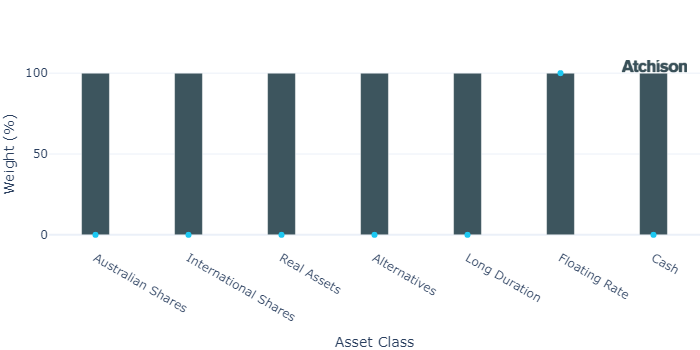 Atchison
100
50
0
Weight (%)
Australian Shares
International Shares
Real Assets
Alternatives
Long Duration
Floating Rate
Cash
Asset Class